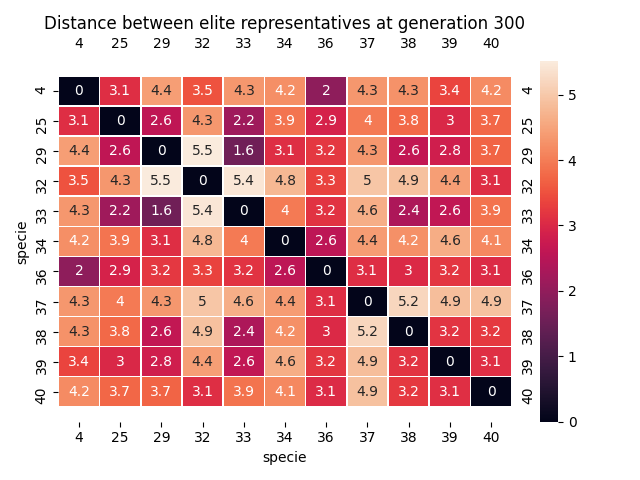 Distance between elite representatives at generation 300
4 25 29 32 33 34 36 37 38 39 40
4 0 3.1 4.4 3.5 4.3 4.2 2 4.3 4.3 3.4 4.2 4 5
25 3.1 0 2.6 4.3 2.2 3.9 2.9 4 3.8 3 3.7 25
29 4.4 2.6 0 5.5 1.6 3.1 3.2 4.3 2.6 2.8 3.7 29 4
32 3.5 4.3 5.5 0 5.4 4.8 3.3 5 4.9 4.4 3.1 32
33 4.3 2.2 1.6 5.4 0 4 3.2 4.6 2.4 2.6 3.9 33 3
specie 34 4.2 3.9 3.1 4.8 4 0 2.6 4.4 4.2 4.6 4.1 34
36 2 2.9 3.2 3.3 3.2 2.6 0 3.1 3 3.2 3.1 36
37 4.3 4 4.3 5 4.6 4.4 3.1 0 5.2 4.9 4.9 37 2
38 4.3 3.8 2.6 4.9 2.4 4.2 3 5.2 0 3.2 3.2 38
39 3.4 3 2.8 4.4 2.6 4.6 3.2 4.9 3.2 0 3.1 39 1
40 4.2 3.7 3.7 3.1 3.9 4.1 3.1 4.9 3.2 3.1 0 40
0
4 25 29 32 33 34 36 37 38 39 40
specie